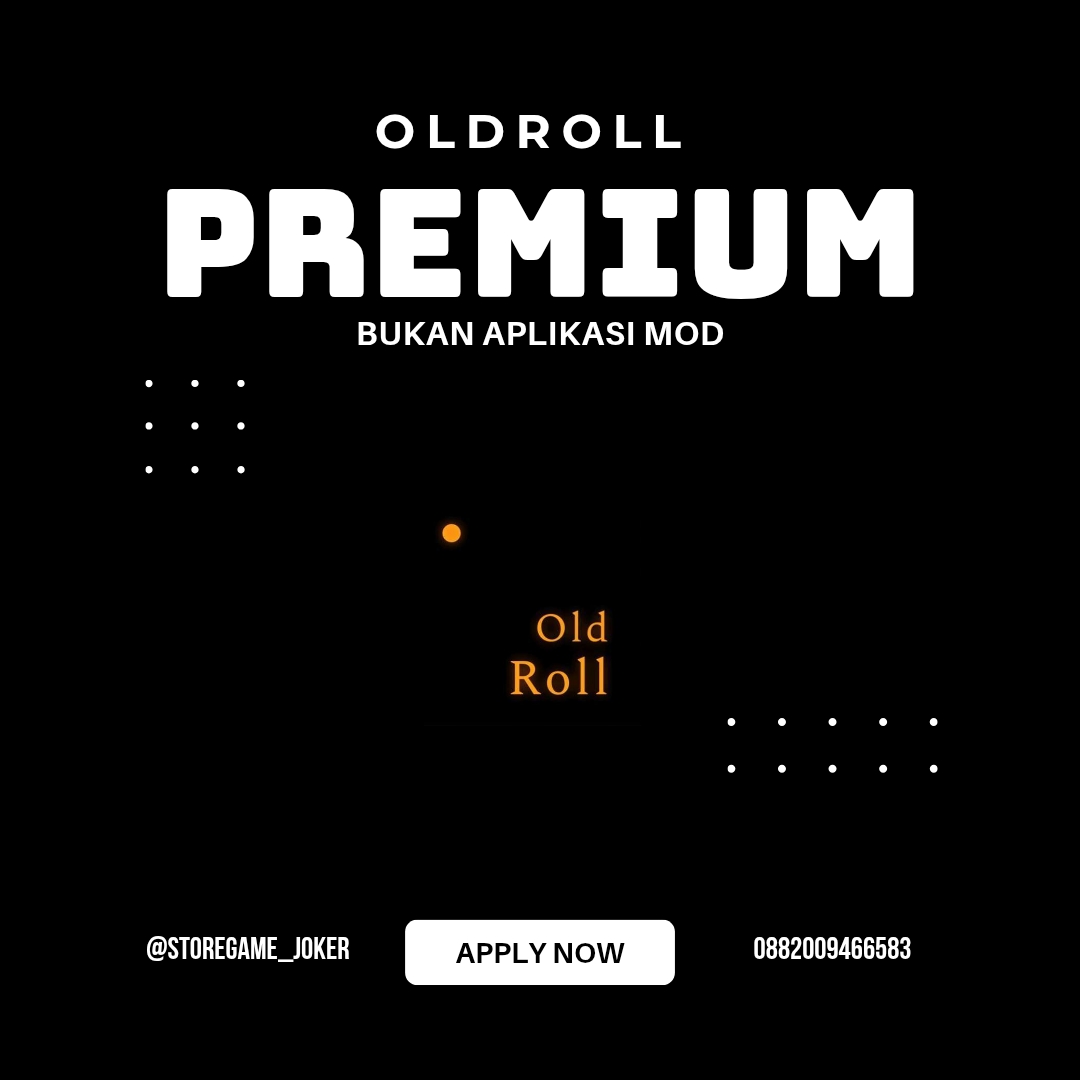 OLDROLL
PREMIUM
BUKAN APLIKASI MOD
Old
Roll
@STOREGAME_JOKER
APPLY NOW
0882009466583